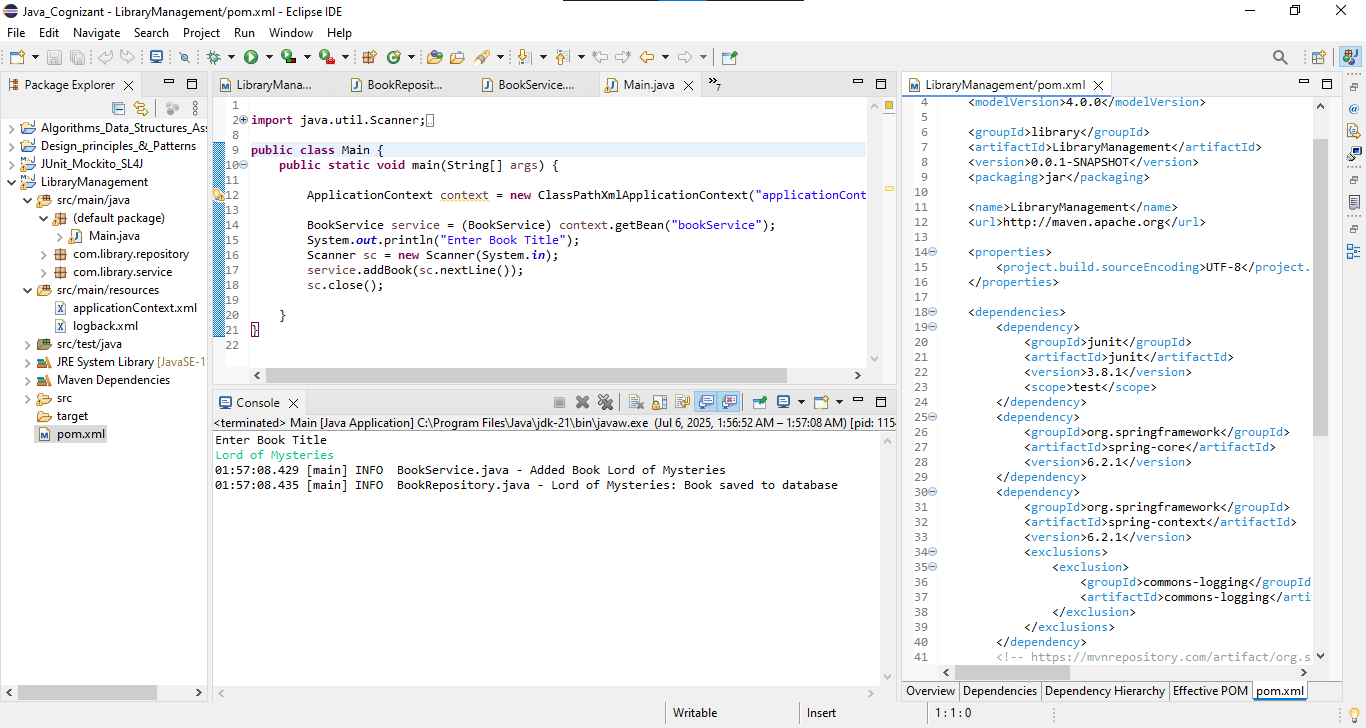 Java_Cognizant - LibraryManagement/pom.xml - Eclipse IDE
File Edit Navigate Search Project Run Window Help
Package Explorer
Algorithms_Data_Structures_Ass
Design_principles_&_Patterns
JUnit_Mockito_SL4J
LibraryManagement
src/main/java
(default package)
Main.java
com.library.repository
com.library.service
src/main/resources
applicationContext.xml
logback.xml
src/test/java
JRE System Library [JavaSE-1
Maven Dependencies
src
target
pom.xml
LibraryMana... BookReposit... BookService.... Main.java 7
1
2 import java.util.Scanner;
8
9 public class Main {
10 public static void main(String[] args) {
11
12 ApplicationContext context = new ClassPathXmlApplicationContext("applicationCont
13
14 BookService service = (BookService) context.getBean("bookService");
15 System.out.println("Enter Book Title");
16 Scanner sc = new Scanner(System.in);
17 service.addBook(sc.nextLine());
18 sc.close();
19
20 }
21 }
22
Console
<terminated> Main [Java Application] C:\Program Files\Java\jdk-21\bin\javaw.exe (Jul 6, 2025, 1:56:52 AM – 1:57:08 AM) [pid: 115
Enter Book Title
Lord of Mysteries
01:57:08.429 [main] INFO BookService.java - Added Book Lord of Mysteries
01:57:08.435 [main] INFO BookRepository.java - Lord of Mysteries: Book saved to database
LibraryManagement/pom.xml
4 <modelVersion>4.0.0</modelVersion>
5
6 <groupId>library</groupId>
7 <artifactId>LibraryManagement</artifactId>
8 <version>0.0.1-SNAPSHOT</version>
9 <packaging>jar</packaging>
10
11 <name>LibraryManagement</name>
12 <url>http://maven.apache.org</url>
13
14 <properties>
15 <project.build.sourceEncoding>UTF-8</project.
16 </properties>
17
18 <dependencies>
19 <dependency>
20 <groupId>junit</groupId>
21 <artifactId>junit</artifactId>
22 <version>3.8.1</version>
23 <scope>test</scope>
24 </dependency>
25 <dependency>
26 <groupId>org.springframework</groupId>
27 <artifactId>spring-core</artifactId>
28 <version>6.2.1</version>
29 </dependency>
30 <dependency>
31 <groupId>org.springframework</groupId>
32 <artifactId>spring-context</artifactId>
33 <version>6.2.1</version>
34 <exclusions>
35 <exclusion>
36 <groupId>commons-logging</groupId
37 <artifactId>commons-logging</arti
38 </exclusion>
39 </exclusions>
40 </dependency>
41 <!-- https://mvnrepository.com/artifact/org.s
Overview Dependencies Dependency Hierarchy Effective POM pom.xml
Writable Insert 1 : 1 : 0